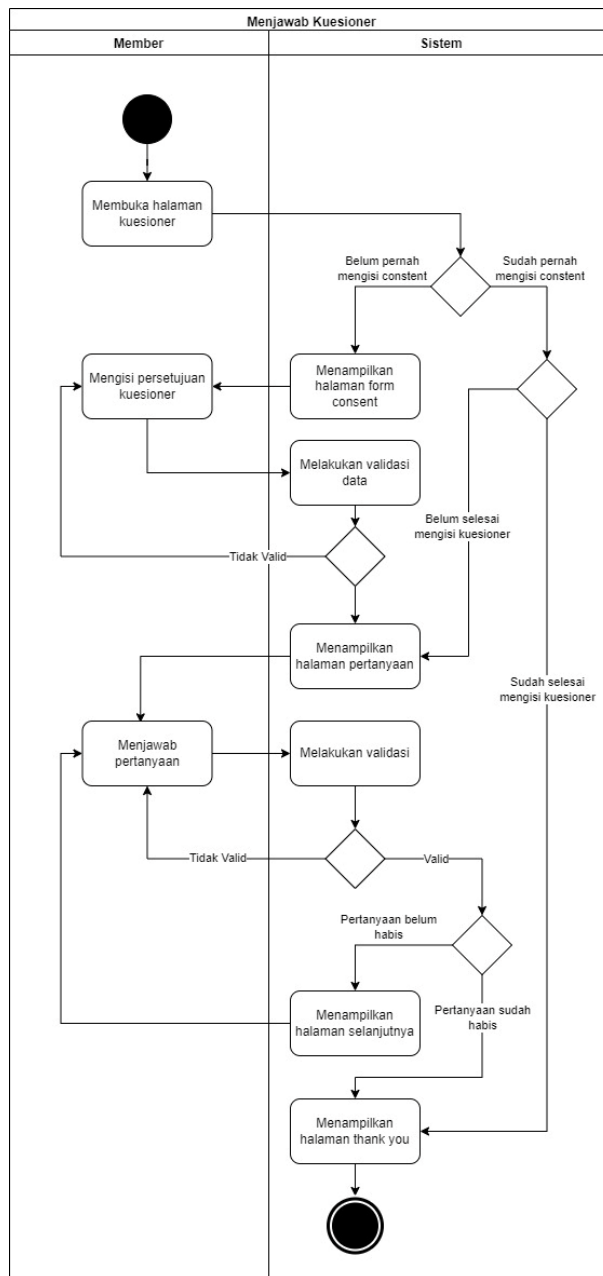 Menjawab Kuesioner
Member
Sistem
Membuka halaman
kuesioner
Belum pernah
mengisi constent
Sudah pernah
mengisi constent
Mengisi persetujuan
kuesioner
Menampilkan
halaman form
consent
Melakukan validasi
data
Belum selesai
mengisi kuesioner
Tidak Valid
Menampilkan
halaman pertanyaan
Sudah selesai
mengisi kuesioner
Menjawab
pertanyaan
Melakukan validasi
Tidak Valid
Valid
Pertanyaan belum
habis
Menampilkan
halaman selanjutnya
Pertanyaan sudah
habis
Menampilkan
halaman thank you